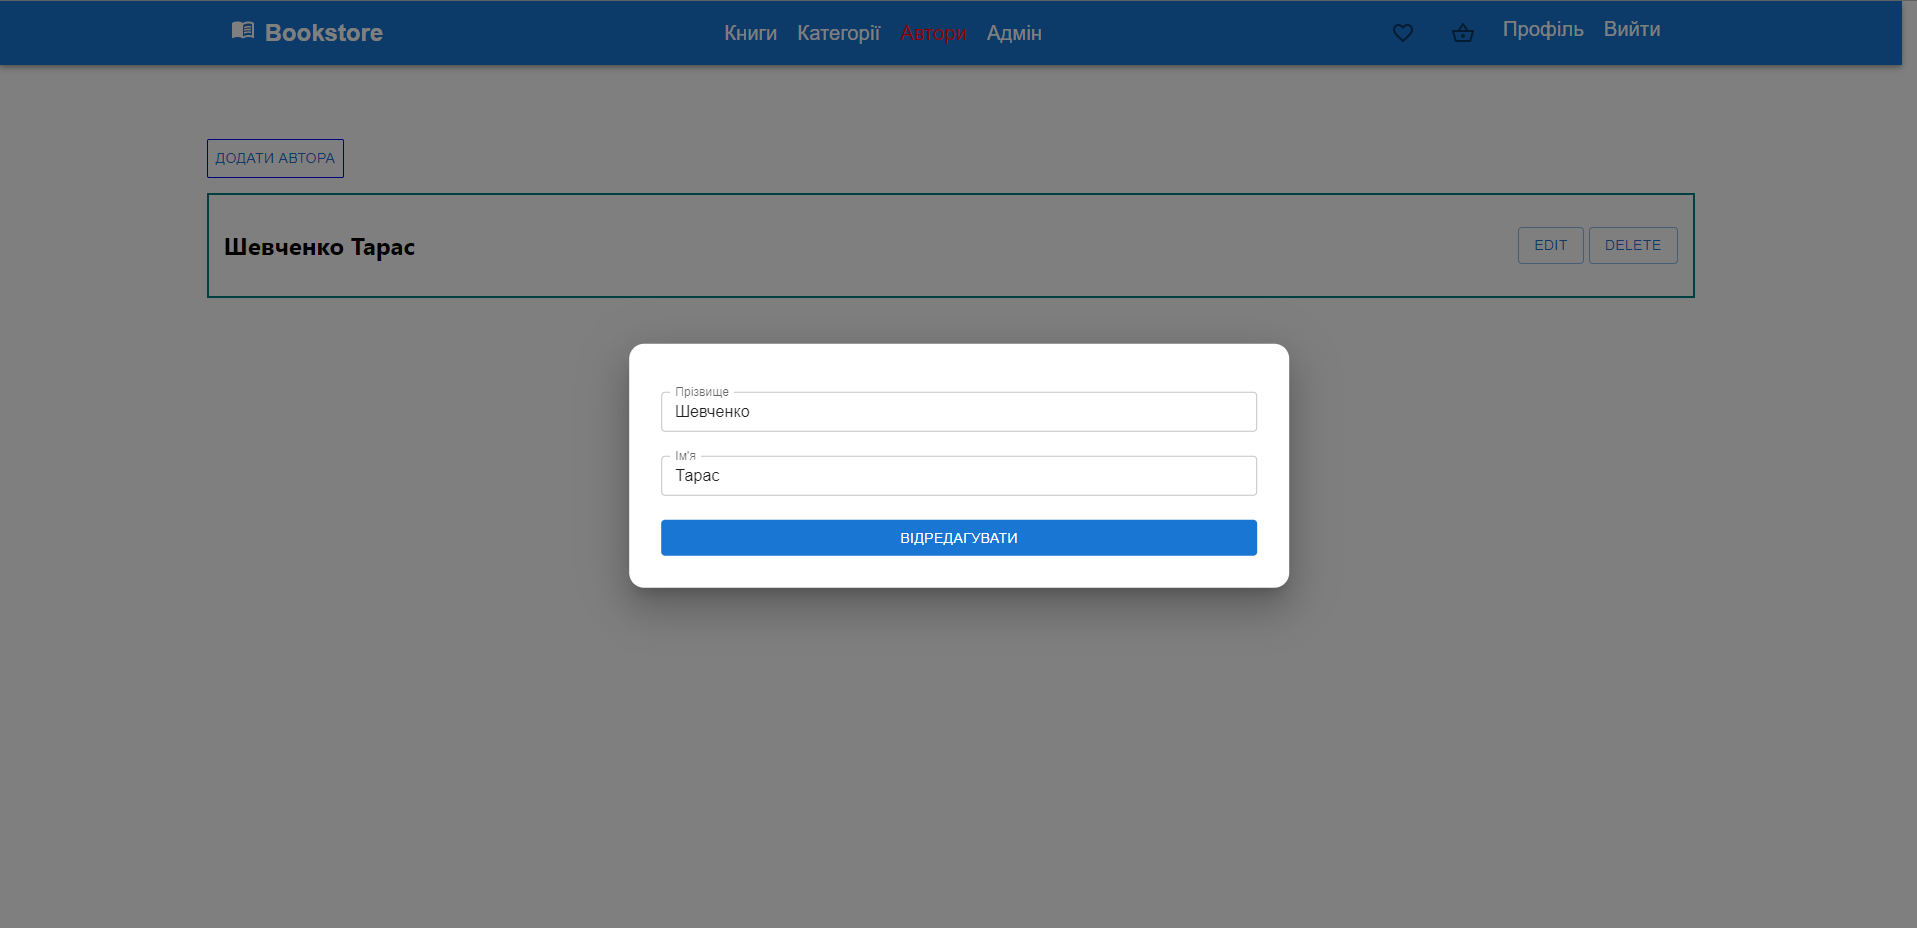 Bookstore Книги Категорії Автори Адмін Профіль Вийти
ДОДАТИ АВТОРА
Шевченко Тарас EDIT DELETE
Прізвище
Шевченко
Ім'я
Тарас
ВІДРЕДАГУВАТИ